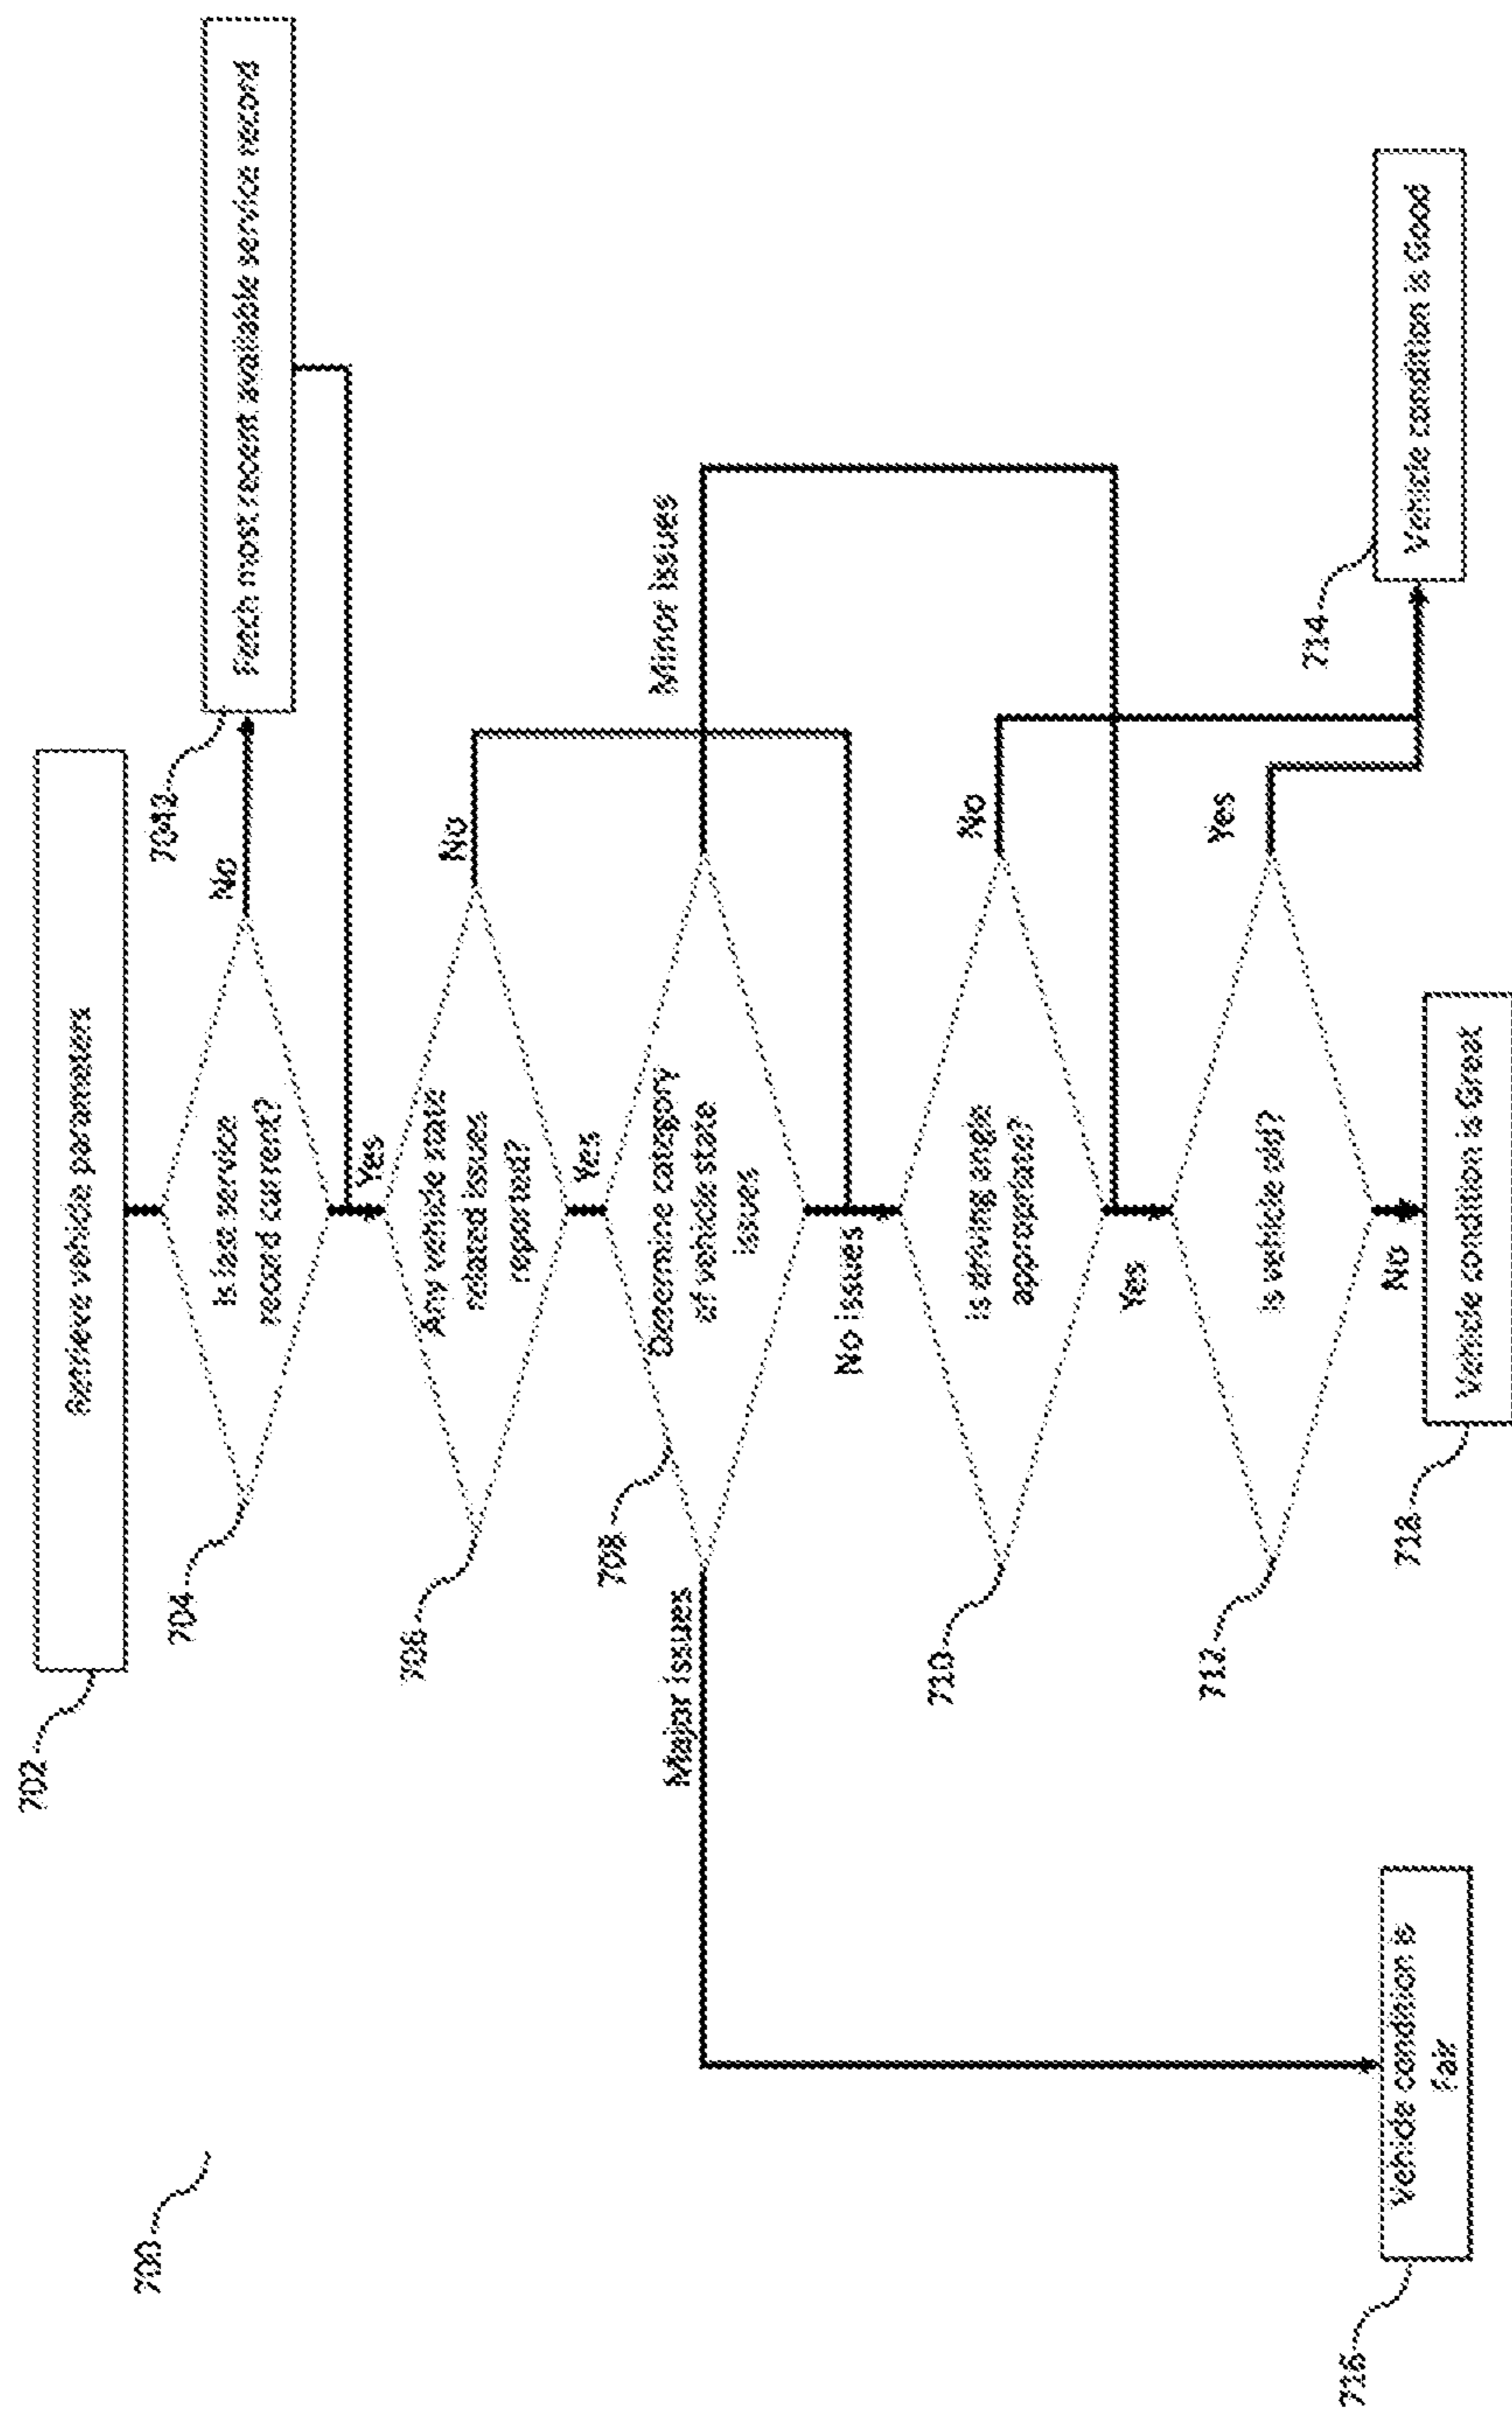 700
702
Retrieve vehicle parameters
704
Is last service
record current?
No
Fetch most recent available service record
Yes
706
Any vehicle state
related issues
reported?
No
Yes
708
Determine category
of vehicle state
issues
Major issues
Minor issues
No issues
710
Is driving angle
appropriate?
No
Yes
712
Is vehicle old?
Yes
No
714
Vehicle condition is Good
716
Vehicle condition is
Fair
718
Vehicle condition is Great